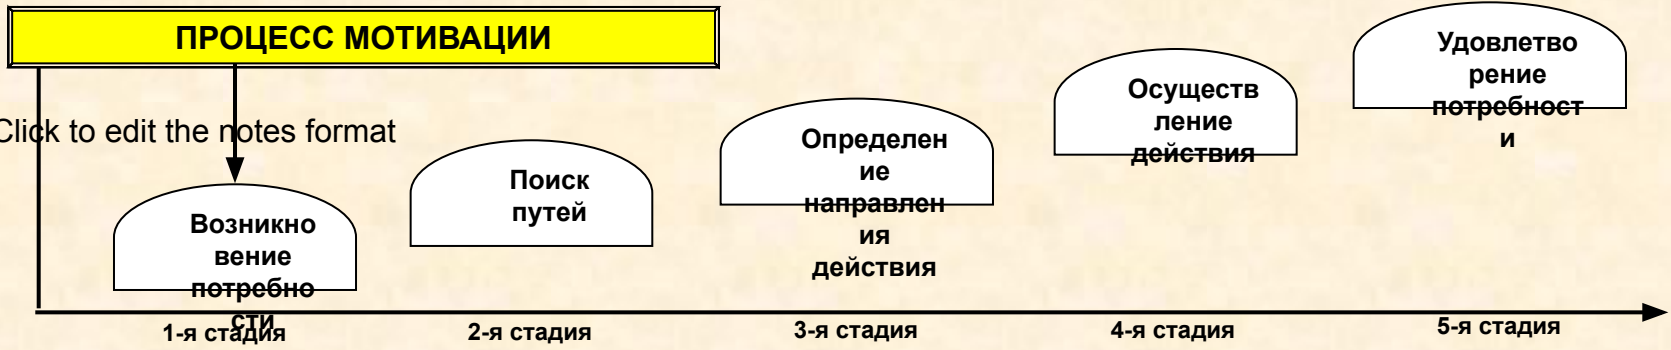 ПРОЦЕСС МОТИВАЦИИ
Click to edit the notes format
Возникно
вение
потребно
сти
Поиск
путей
Определен
ие
направлен
ия
действия
Осуществ
ление
действия
Удовлетво
рение
потребност
и
1-я стадия
2-я стадия
3-я стадия
4-я стадия
5-я стадия